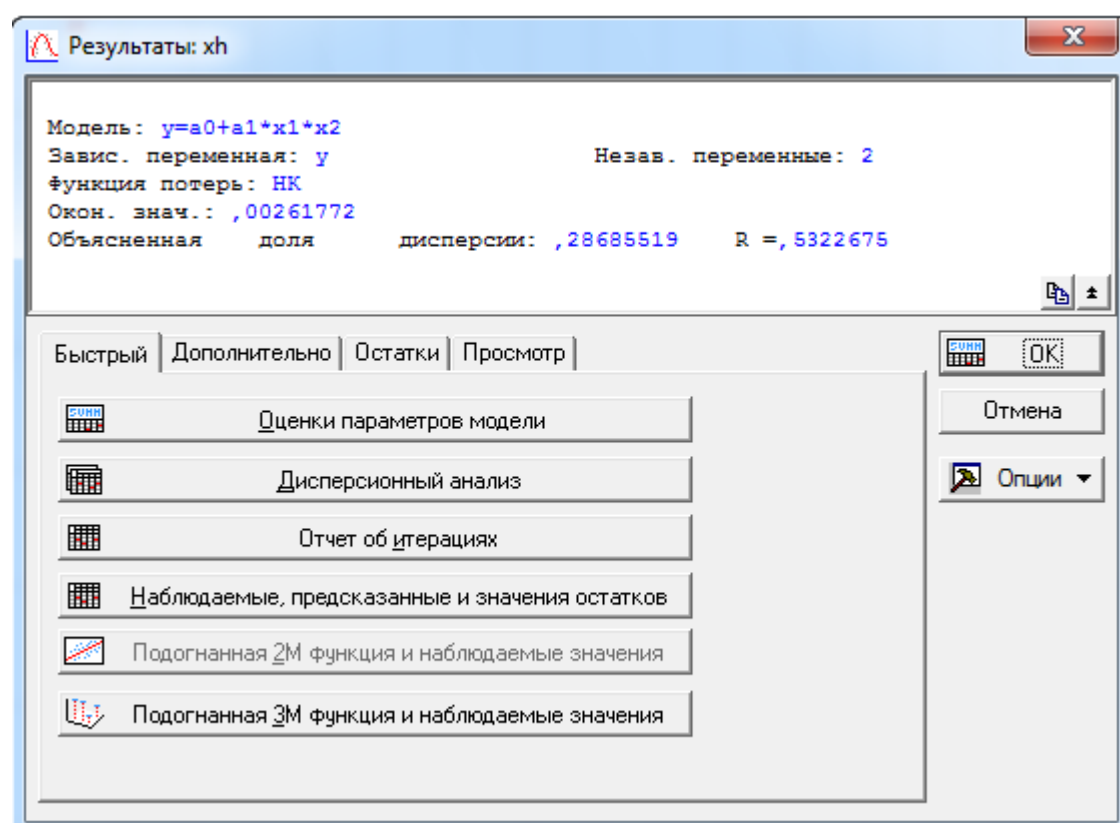 Результаты: xh
Модель: y=a0+a1*x1*x2
Завис. переменная: y Незав. переменные: 2
Функция потерь: НК
Окон. знач.: ,00261772
Объясненная доля дисперсии: ,28685519 R =,5322675
Быстрый Дополнительно Остатки Просмотр
SUMM OK
SUMM Оценки параметров модели
Отмена
Дисперсионный анализ
Опции
Отчет об итерациях
Наблюдаемые, предсказанные и значения остатков
Подогнанная 2М функция и наблюдаемые значения
Подогнанная 3М функция и наблюдаемые значения